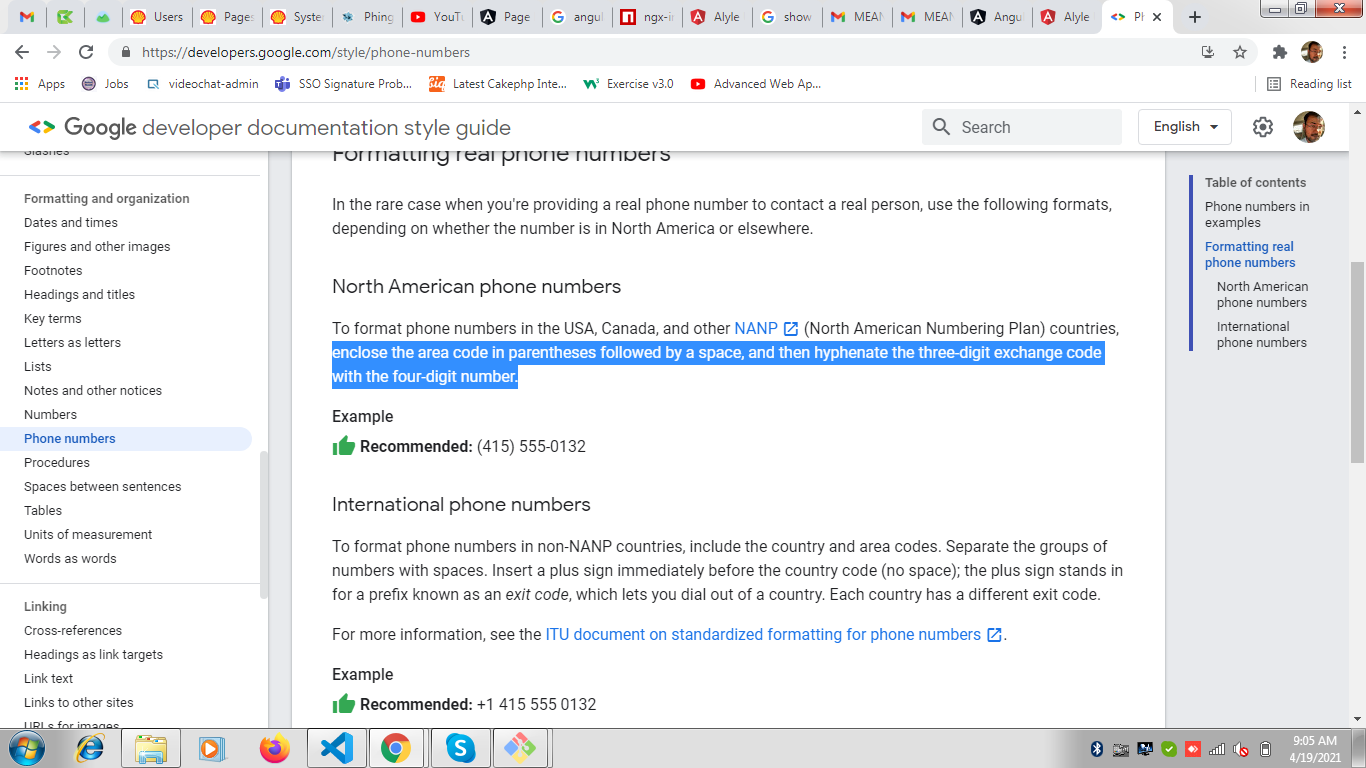 Users
Pages
Syste
Phing
YouTu
Page
angul
ngx-in
Alyle
show
MEAN
MEAN
Angul
Alyle
Ph
https://developers.google.com/style/phone-numbers
Apps
Jobs
videochat-admin
SSO Signature Prob...
Latest Cakephp Inte...
Exercise v3.0
Advanced Web Ap...
Reading list
Google developer documentation style guide
Search
English
Slashes
Formatting and organization
Dates and times
Figures and other images
Footnotes
Headings and titles
Key terms
Letters as letters
Lists
Notes and other notices
Numbers
Phone numbers
Procedures
Spaces between sentences
Tables
Units of measurement
Words as words
Linking
Cross-references
Headings as link targets
Link text
Links to other sites
URLs for images
Formatting real phone numbers
In the rare case when you're providing a real phone number to contact a real person, use the following formats,
depending on whether the number is in North America or elsewhere.
North American phone numbers
To format phone numbers in the USA, Canada, and other NANP (North American Numbering Plan) countries,
enclose the area code in parentheses followed by a space, and then hyphenate the three-digit exchange code
with the four-digit number.
Example
Recommended: (415) 555-0132
International phone numbers
To format phone numbers in non-NANP countries, include the country and area codes. Separate the groups of
numbers with spaces. Insert a plus sign immediately before the country code (no space); the plus sign stands in
for a prefix known as an exit code, which lets you dial out of a country. Each country has a different exit code.
For more information, see the ITU document on standardized formatting for phone numbers.
Example
Recommended: +1 415 555 0132
Table of contents
Phone numbers in
examples
Formatting real
phone numbers
North American
phone numbers
International
phone numbers
9:05 AM
4/19/2021